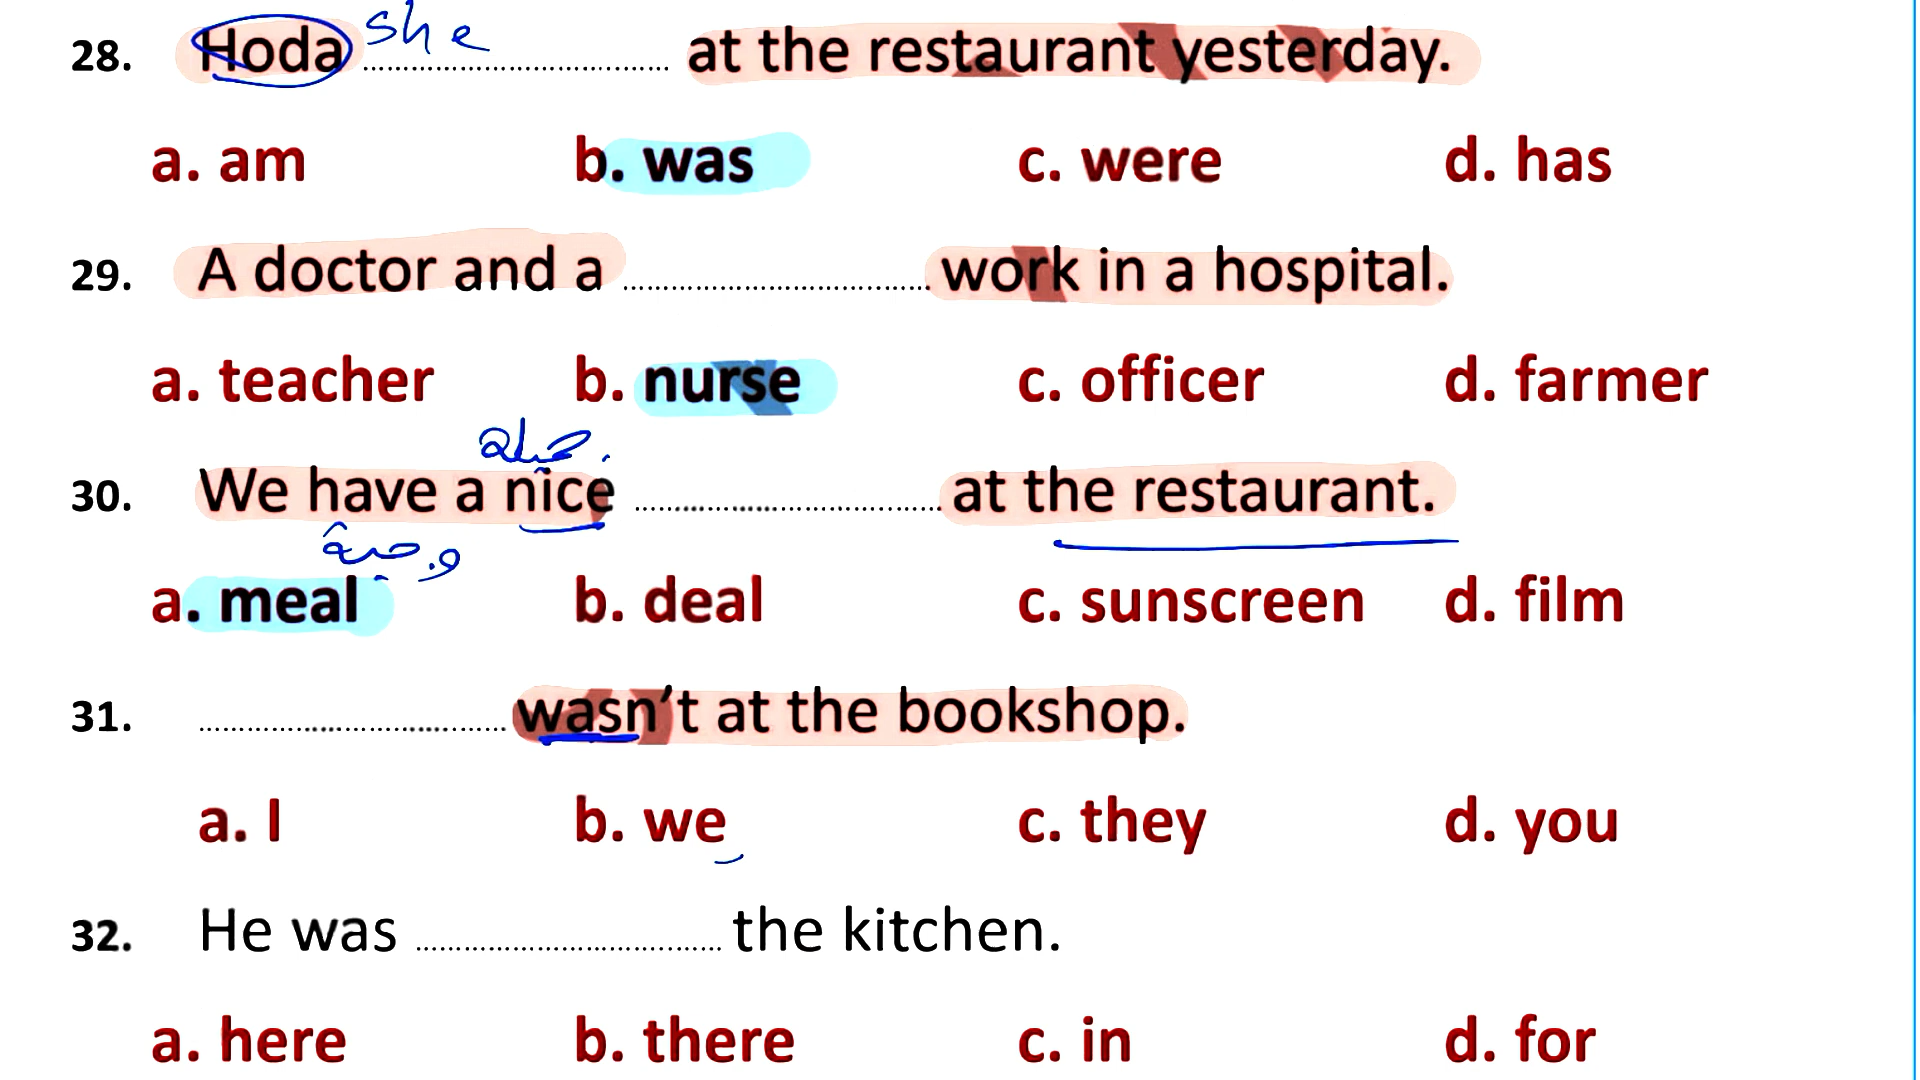 28. Hoda she ........................ at the restaurant yesterday.
a. am b. was c. were d. has
29. A doctor and a ........................ work in a hospital.
a. teacher b. nurse c. officer d. farmer
جميلة
30. We have a nice ........................ at the restaurant.
وجبة
a. meal b. deal c. sunscreen d. film
31. ........................ wasn't at the bookshop.
a. I b. we c. they d. you
32. He was ........................ the kitchen.
a. here b. there c. in d. for